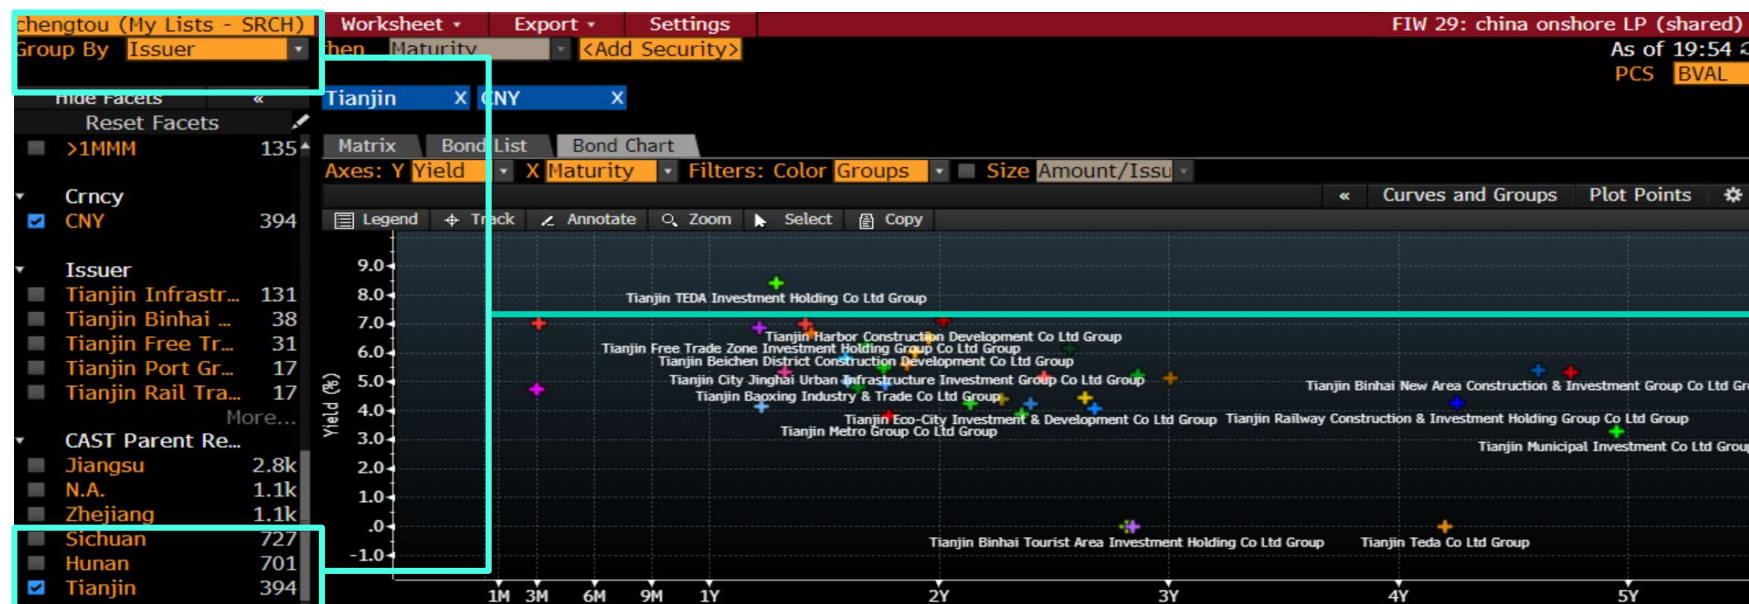 chengtou (My Lists - SRCH) Worksheet Export Settings FIW 29: china onshore LP (shared)
Group By Issuer then Maturity <Add Security> As of 19:54
PCS BVAL
Hide Facets « Tianjin X CNY X
Reset Facets
>1MMM 135 Matrix Bond List Bond Chart
Axes: Y Yield X Maturity Filters: Color Groups Size Amount/Issu
Crncy « Curves and Groups Plot Points
CNY 394 Legend Track Annotate Zoom Select Copy
Issuer
Tianjin Infrastr... 131
Tianjin Binhai ... 38
Tianjin Free Tr... 31
Tianjin Port Gr... 17
Tianjin Rail Tra... 17
More...
CAST Parent Re...
Jiangsu 2.8k
N.A. 1.1k
Zhejiang 1.1k
Sichuan 727
Hunan 701
Tianjin 394
Yield (%)
9.0
8.0
7.0
6.0
5.0
4.0
3.0
2.0
1.0
.0
-1.0
Tianjin TEDA Investment Holding Co Ltd Group
Tianjin Harbor Construction Development Co Ltd Group
Tianjin Free Trade Zone Investment Holding Group Co Ltd Group
Tianjin Beichen District Construction Development Co Ltd Group
Tianjin City Jinghai Urban Infrastructure Investment Group Co Ltd Group
Tianjin Binhai New Area Construction & Investment Group Co Ltd Gr
Tianjin Baoxing Industry & Trade Co Ltd Group
Tianjin Eco-City Investment & Development Co Ltd Group
Tianjin Railway Construction & Investment Holding Group Co Ltd Group
Tianjin Metro Group Co Ltd Group
Tianjin Municipal Investment Co Ltd Grou
Tianjin Binhai Tourist Area Investment Holding Co Ltd Group
Tianjin Teda Co Ltd Group
1M 3M 6M 9M 1Y 2Y 3Y 4Y 5Y